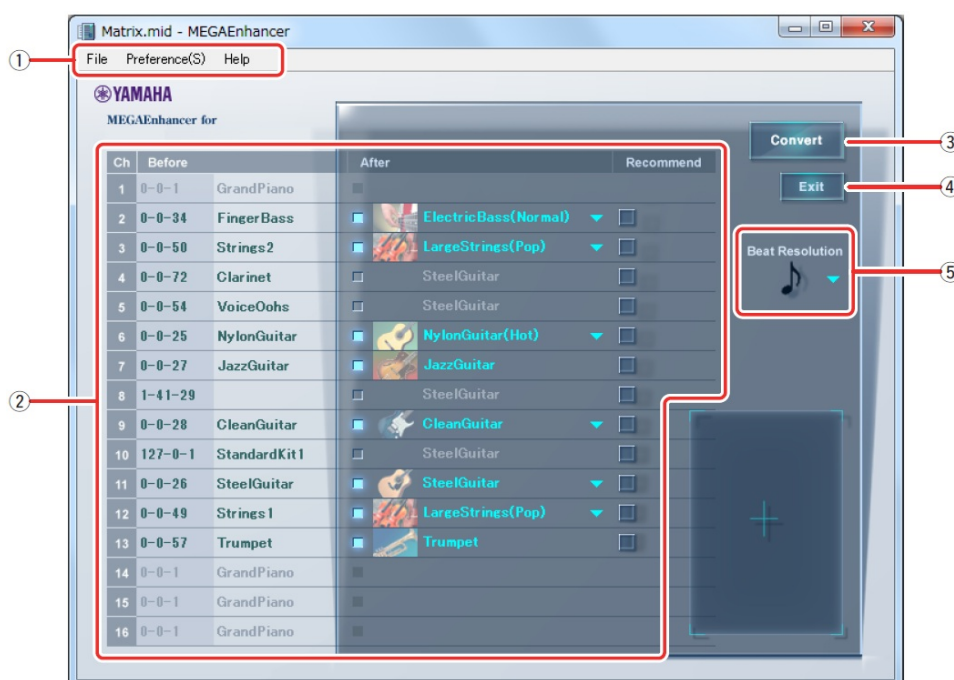 Matrix.mid - MEGAEnhancer
① File Preference(S) Help
YAMAHA
MEGAEnhancer for
Convert ③
Ch Before After Recommend
Exit ④
1 0-0-1 GrandPiano
2 0-0-34 FingerBass ElectricBass(Normal)
3 0-0-50 Strings2 LargeStrings(Pop)
Beat Resolution
4 0-0-72 Clarinet SteelGuitar
⑤
5 0-0-54 VoiceOohs SteelGuitar
6 0-0-25 NylonGuitar NylonGuitar(Hot)
7 0-0-27 JazzGuitar JazzGuitar
② 8 1-41-29 SteelGuitar
9 0-0-28 CleanGuitar CleanGuitar
10 127-0-1 StandardKit1 SteelGuitar
11 0-0-26 SteelGuitar SteelGuitar
12 0-0-49 Strings1 LargeStrings(Pop)
13 0-0-57 Trumpet Trumpet
14 0-0-1 GrandPiano
15 0-0-1 GrandPiano
16 0-0-1 GrandPiano